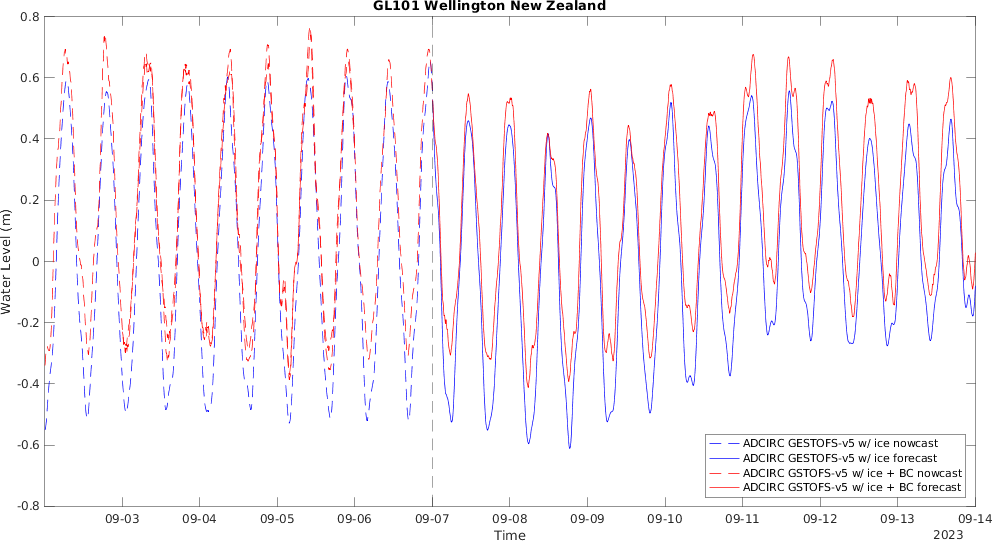 GL101 Wellington New Zealand
0.8
0.6
0.4
0.2
0
-0.2
-0.4
-0.6
-0.8
Water Level (m)
ADCIRC GESTOFS-v5 w/ ice nowcast
ADCIRC GESTOFS-v5 w/ ice forecast
ADCIRC GSTOFS-v5 w/ ice + BC nowcast
ADCIRC GSTOFS-v5 w/ ice + BC forecast
09-03 09-04 09-05 09-06 09-07 09-08 09-09 09-10 09-11 09-12 09-13 09-14
Time
2023